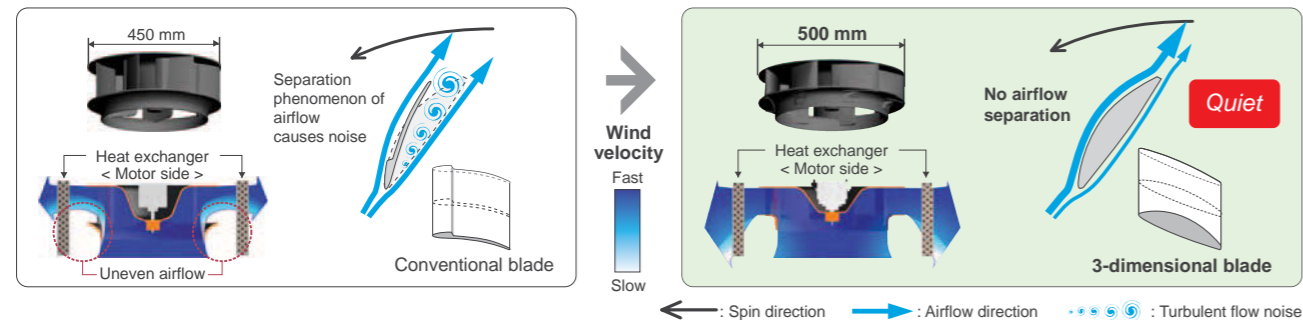 450 mm
Separation
phenomenon of
airflow
causes noise
Heat exchanger
< Motor side >
Uneven airflow
Conventional blade
Wind
velocity
Fast
Slow
500 mm
No airflow
separation
Quiet
Heat exchanger
< Motor side >
3-dimensional blade
: Spin direction
: Airflow direction
: Turbulent flow noise